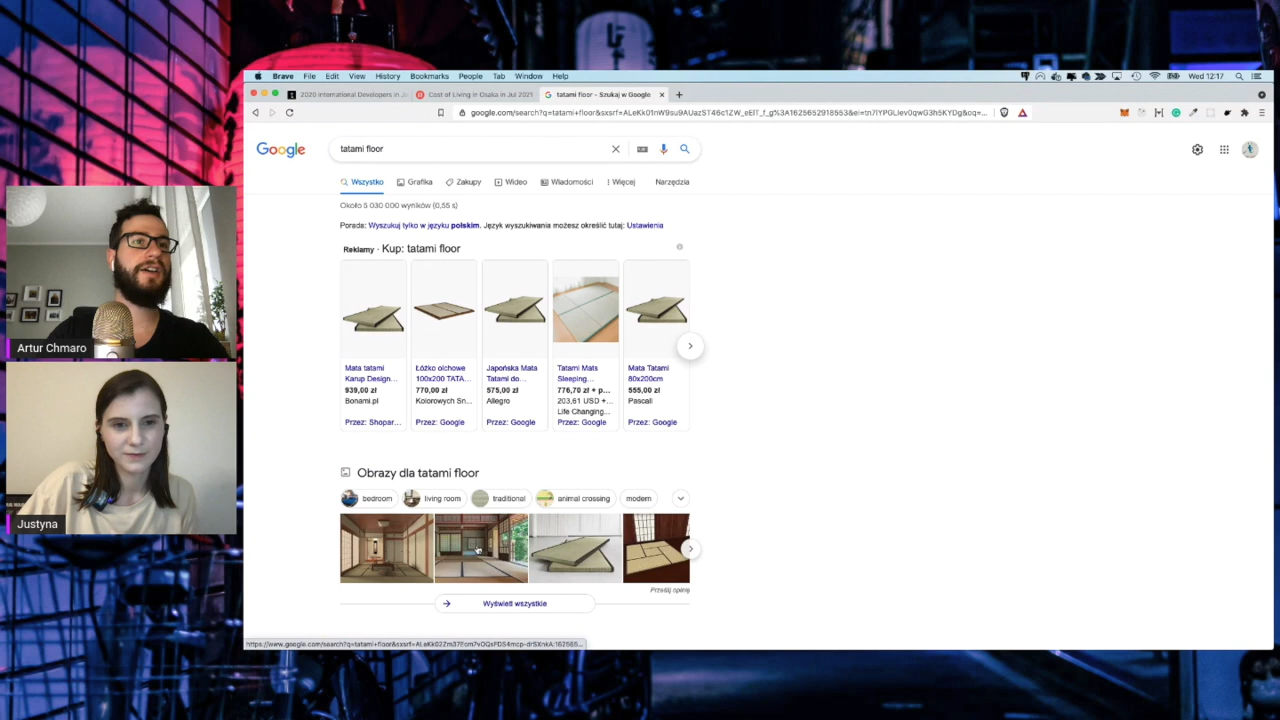 Brave File Edit View History Bookmarks People Tab Window Help
Wed 12:17
2020 International Developers in
Cost of Living in Osaka in Jul 2021
tatami floor - Szukaj w Google
Google
tatami floor
Wszystko
Grafika
Zakupy
Wideo
Wiadomości
Więcej
Narzędzia
Około 5 030 000 wyników (0,55 s)
Porada: Wyszukuj tylko w języku polskim. Język wyszukiwania możesz określić tutaj: Ustawienia
Reklamy · Kup: tatami floor
Mata tatami
Karup Design...
939,00 zł
Bonami.pl
Przez: Shopar...
Łóżko olchowe
100x200 TATA...
770,00 zł
Kolorowych Sn...
Przez: Google
Japońska Mata
Tatami do...
575,00 zł
Allegro
Przez: Google
Tatami Mats
Sleeping...
776,70 zł + p...
203,61 USD +...
Life Changing...
Przez: Google
Mata Tatami
80x200cm
555,00 zł
Pascall
Przez: Google
Obrazy dla tatami floor
bedroom
living room
traditional
animal crossing
modern
Prześlij opinię
Wyświetl wszystkie
Artur Chmaro
Justyna